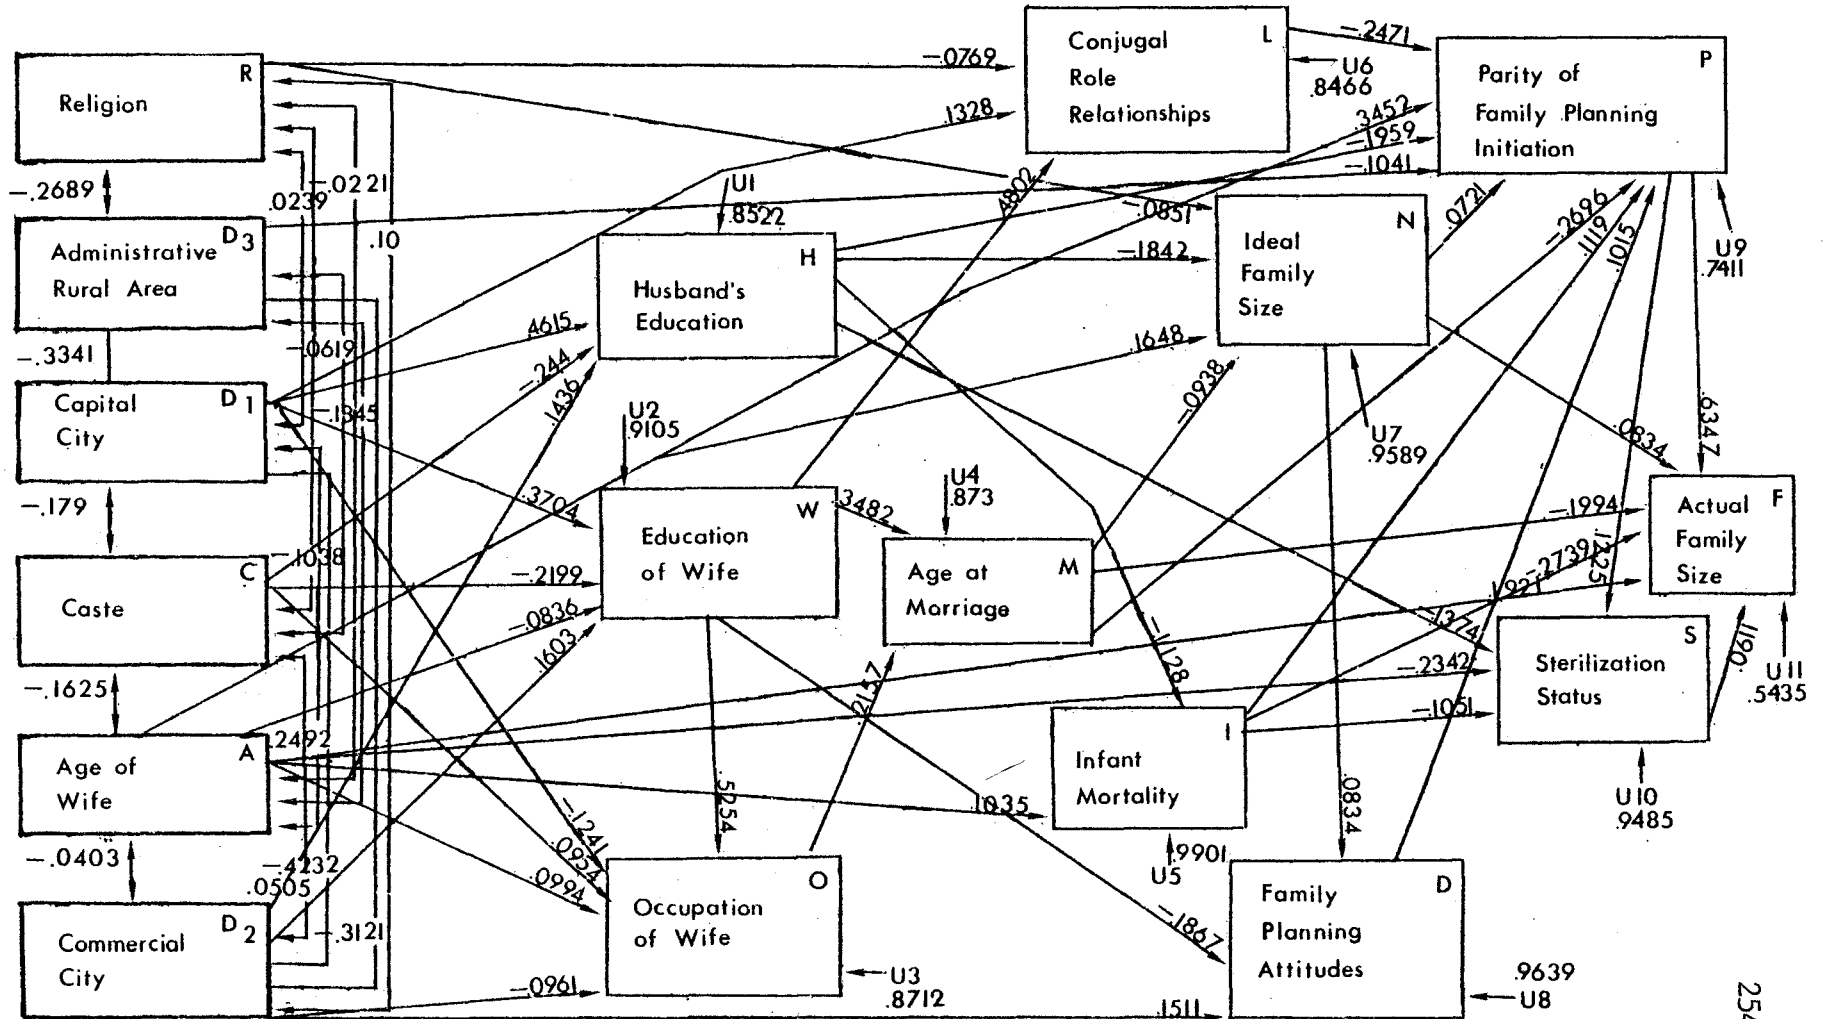 Religion
R
-.2689
Administrative
Rural Area
D3
-.3341
Capital
City
D1
-.179
Caste
C
-.1625
Age of
Wife
A
-.0403
Commercial
City
D2
.0239
-.0221
.10
-.0619
-.1345
-.1038
.2492
-.4232
.0505
-.3121
-.0769
.1328
U1
.8522
Husband's
Education
H
.4615
-.244
.1436
U2
.9105
.3704
Education
of Wife
W
-.2199
-.0836
.1603
.5254
-.1241
.0954
.0994
Occupation
of Wife
O
-.0961
U3
.8712
.3482
U4
.873
Age at
Morriage
M
.2157
.4802
Conjugal
Role
Relationships
L
U6
.8466
-.2471
.3452
-.1959
-.1041
Parity of
Family Planning
Initiation
P
-.0851
-.1842
.1648
-.0938
Ideal
Family
Size
N
.0721
-.2696
.1119
.1015
U9
.7411
U7
.9589
.0834
.6347
-.1994
-.2739
.1921
.1225
Actual
Family
Size
F
-.1374
-.2342
-.1051
Sterilization
Status
S
.1190
U11
.5435
U10
.9485
-.1128
Infant
Mortality
I
.1035
.9901
U5
.0834
-.1867
Family
Planning
Attitudes
D
.1511
.9639
U8
254